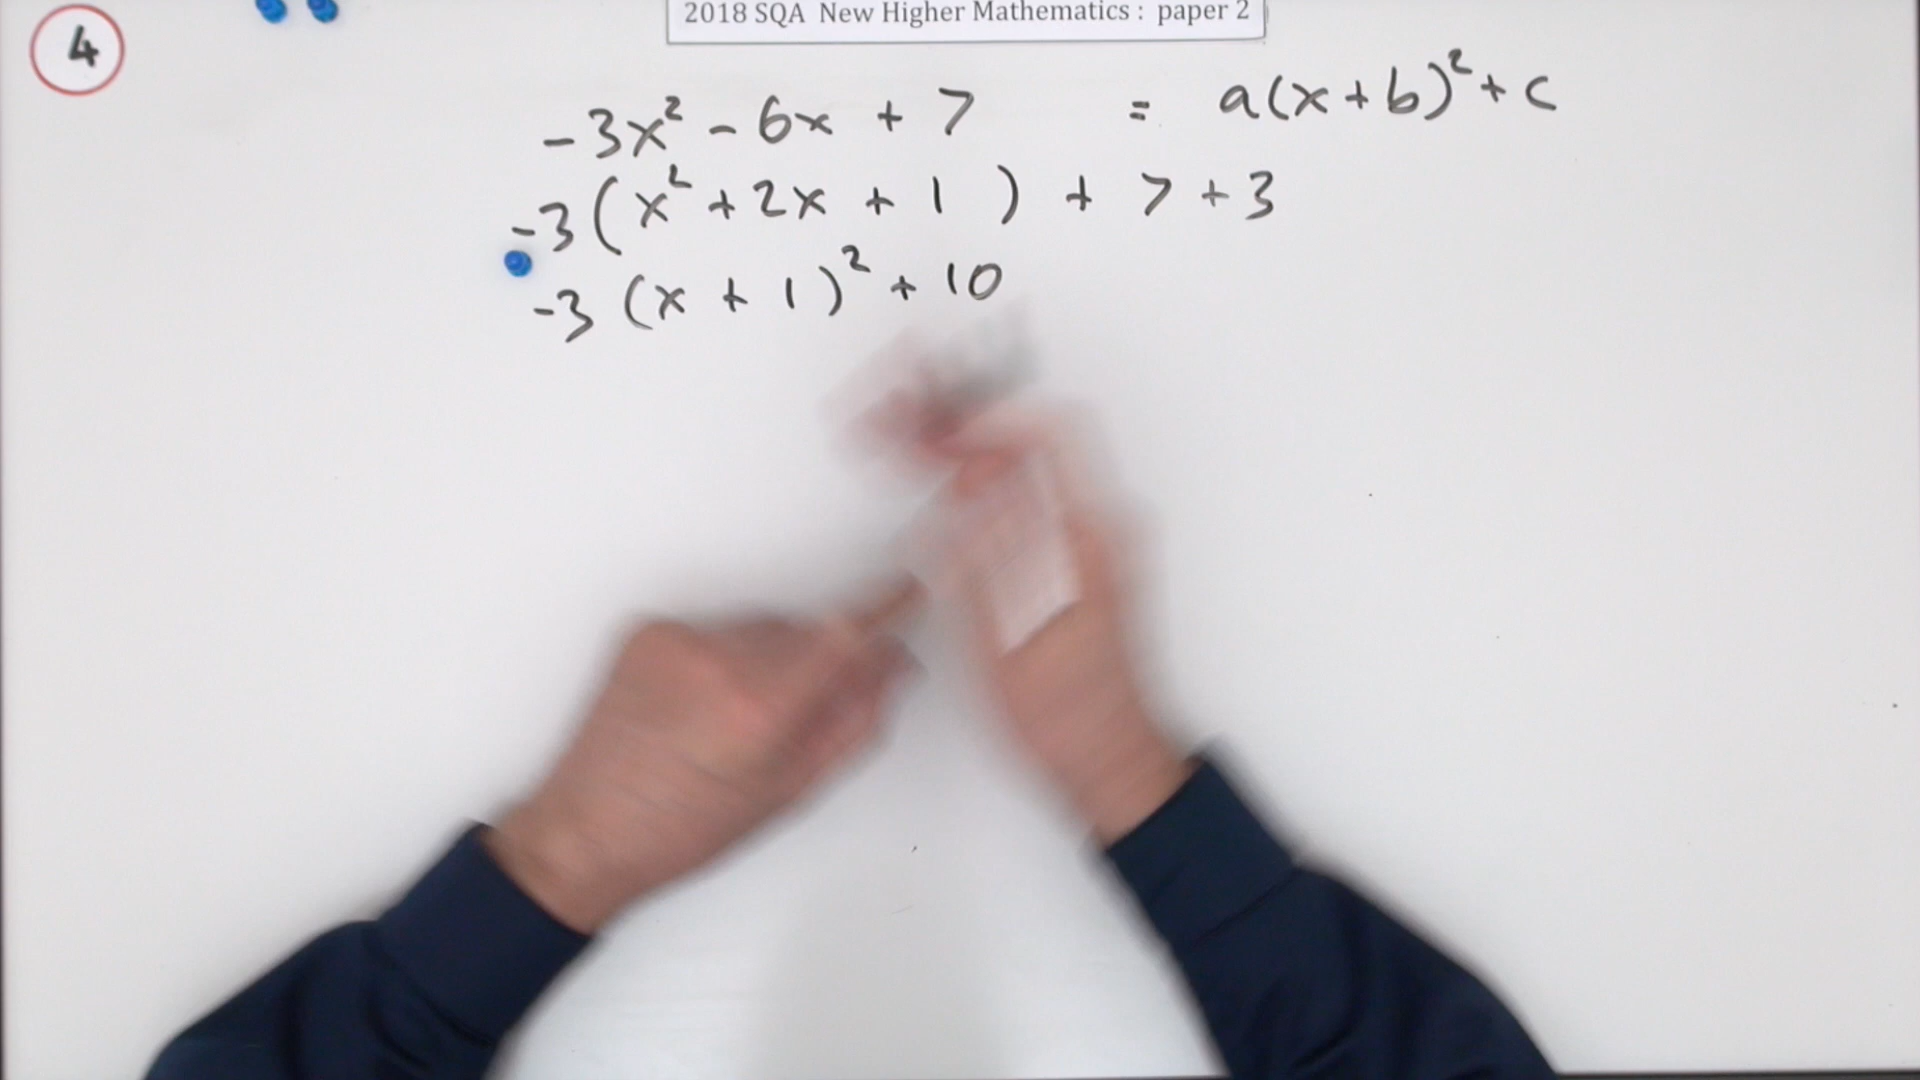 2018 SQA New Higher Mathematics : paper 2
4
-3x² - 6x + 7 = a(x+b)² + c
-3(x² + 2x + 1 ) + 7 + 3
-3 (x + 1)² + 10